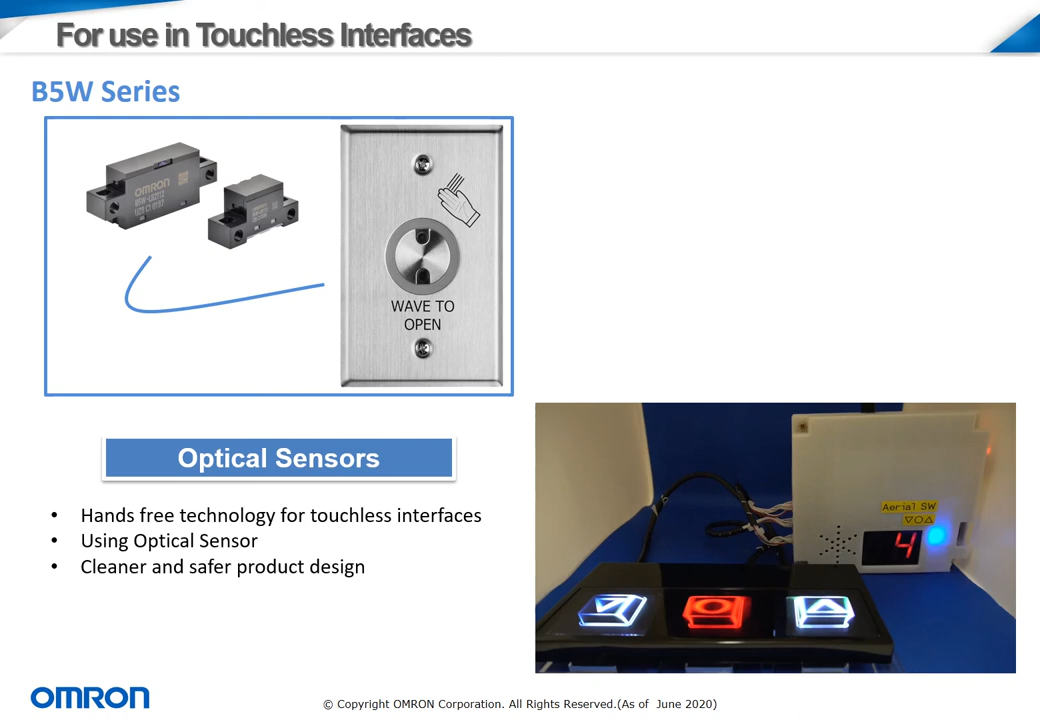 For use in Touchless Interfaces
B5W Series
OMRON
WAVE TO
OPEN
Optical Sensors
• Hands free technology for touchless interfaces
• Using Optical Sensor
• Cleaner and safer product design
Aerial SW
▽○△
4
OMRON
© Copyright OMRON Corporation. All Rights Reserved.(As of June 2020)